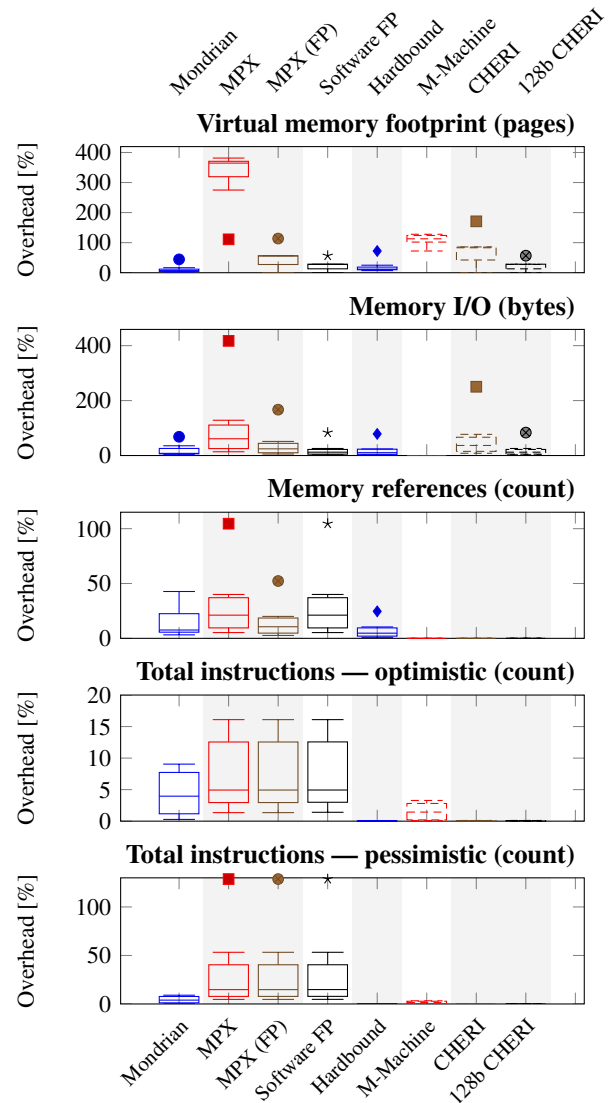 Mondrian
MPX
MPX (FP)
Software FP
Hardbound
M-Machine
CHERI
128b CHERI
Virtual memory footprint (pages)
Overhead [%]
400
300
200
100
0
Memory I/O (bytes)
Overhead [%]
400
200
0
Memory references (count)
Overhead [%]
100
50
0
Total instructions — optimistic (count)
Overhead [%]
20
15
10
5
0
Total instructions — pessimistic (count)
Overhead [%]
100
50
0
Mondrian
MPX
MPX (FP)
Software FP
Hardbound
M-Machine
CHERI
128b CHERI